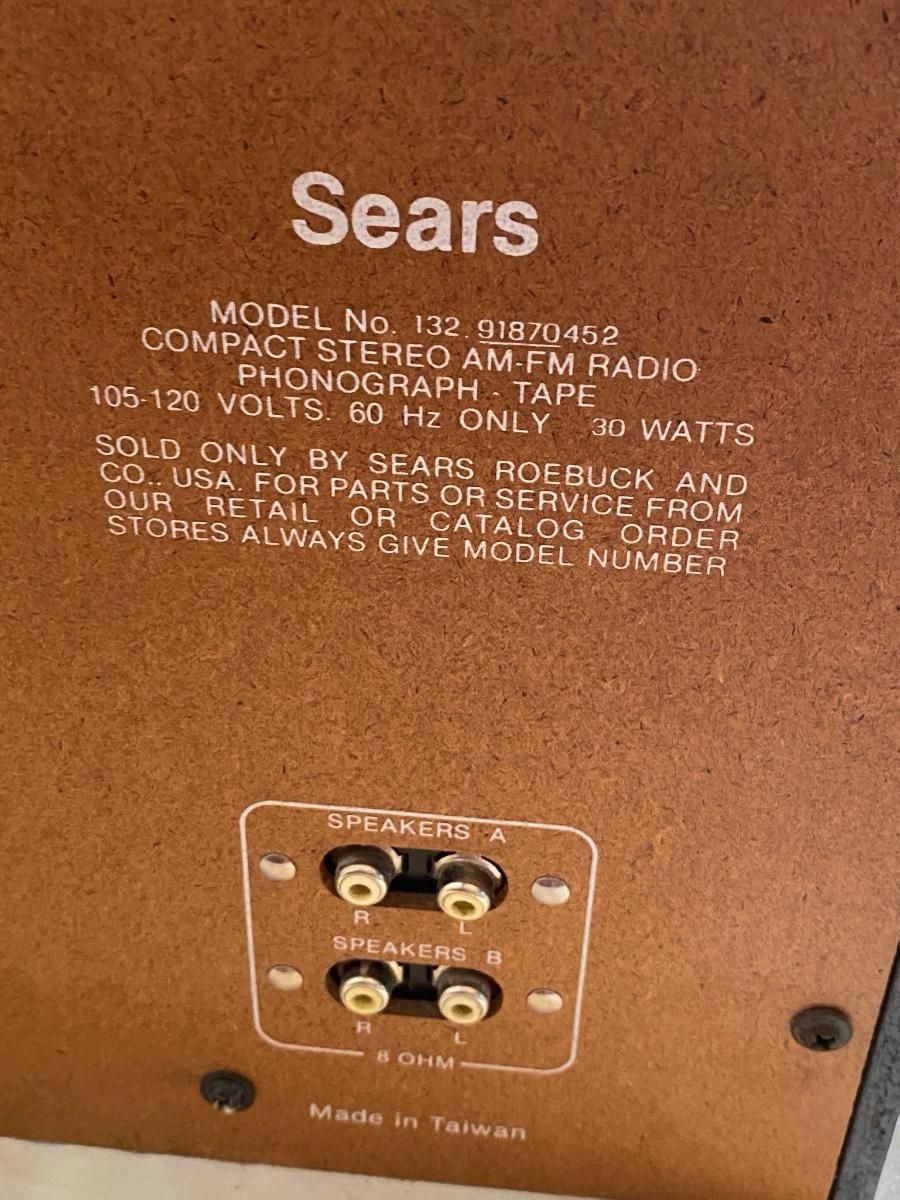 Sears
MODEL No. 132.91870452
COMPACT STEREO AM-FM RADIO
PHONOGRAPH - TAPE
105-120 VOLTS. 60 Hz ONLY 30 WATTS
SOLD ONLY BY SEARS ROEBUCK AND
CO.. USA. FOR PARTS OR SERVICE FROM
OUR RETAIL OR CATALOG ORDER
STORES ALWAYS GIVE MODEL NUMBER
SPEAKERS A
R L
SPEAKERS B
R L
8 OHM
Made in Taiwan